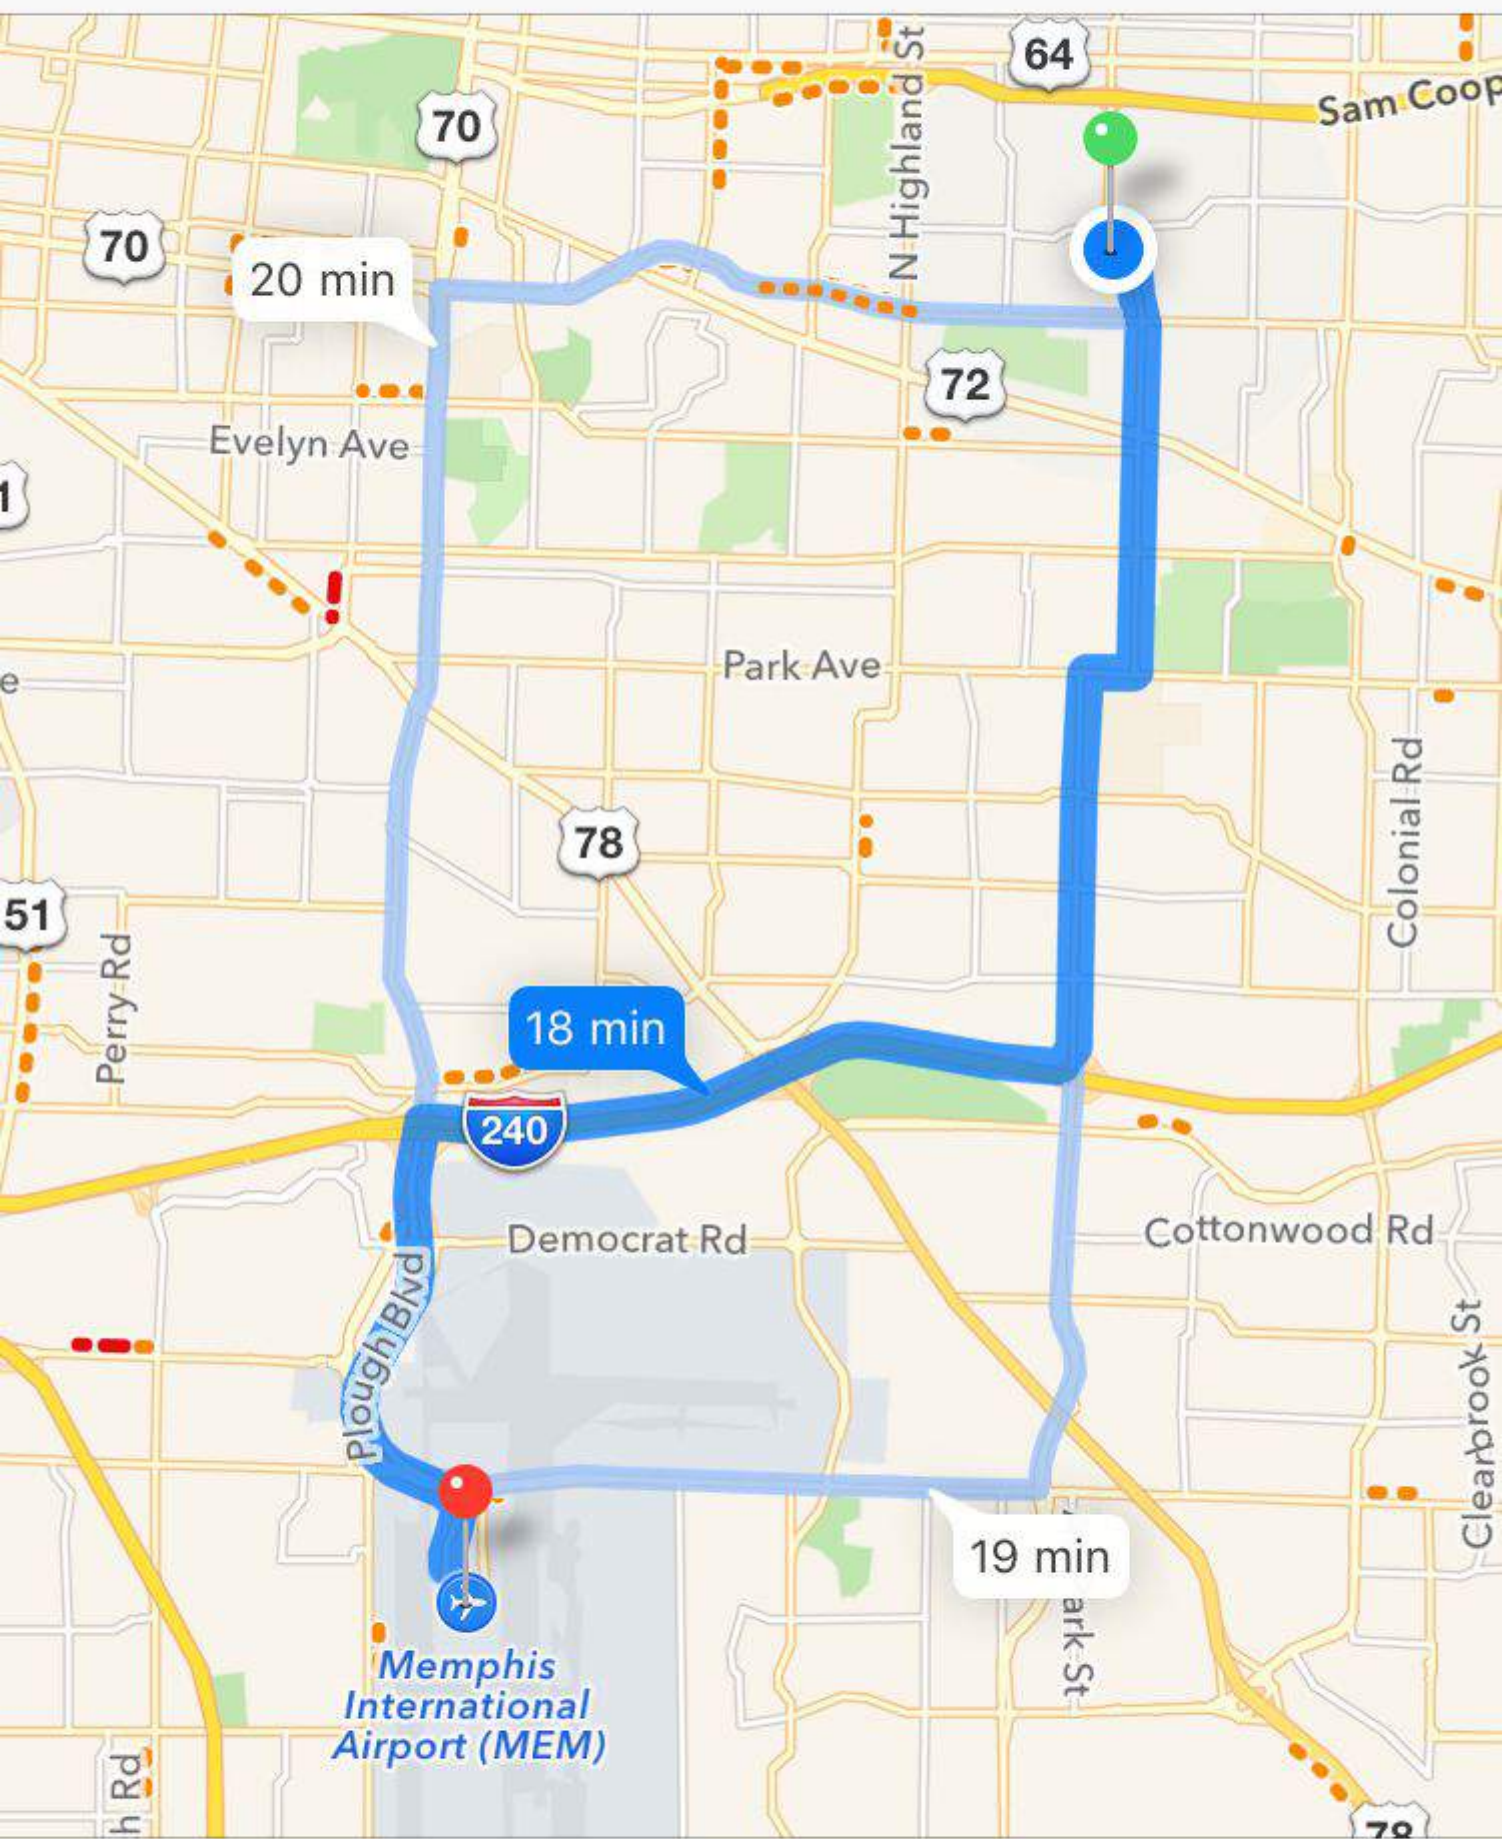 64
Sam Coop
N Highland St
70
70
20 min
72
Evelyn Ave
1
Park Ave
e
Colonial Rd
78
51
Perry Rd
18 min
240
Democrat Rd
Cottonwood Rd
Plough Blvd
Clearbrook St
19 min
ark St
Memphis
International
Airport (MEM)
h Rd
78